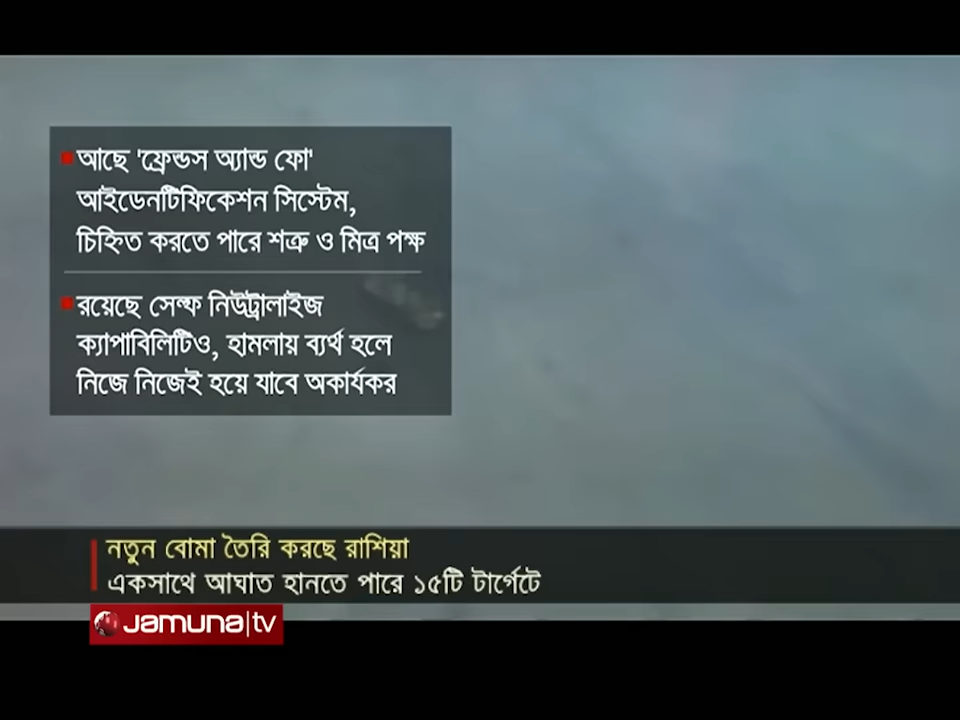 আছে 'ফ্রেন্ডস অ্যান্ড ফো'
আইডেনটিফিকেশন সিস্টেম,
চিহ্নিত করতে পারে শত্রু ও মিত্র পক্ষ
রয়েছে সেল্ফ নিউট্রালাইজ
ক্যাপাবিলিটিও, হামলায় ব্যর্থ হলে
নিজে নিজেই হয়ে যাবে অকার্যকর
নতুন বোমা তৈরি করছে রাশিয়া
একসাথে আঘাত হানতে পারে ১৫টি টার্গেটে
Jamuna|tv